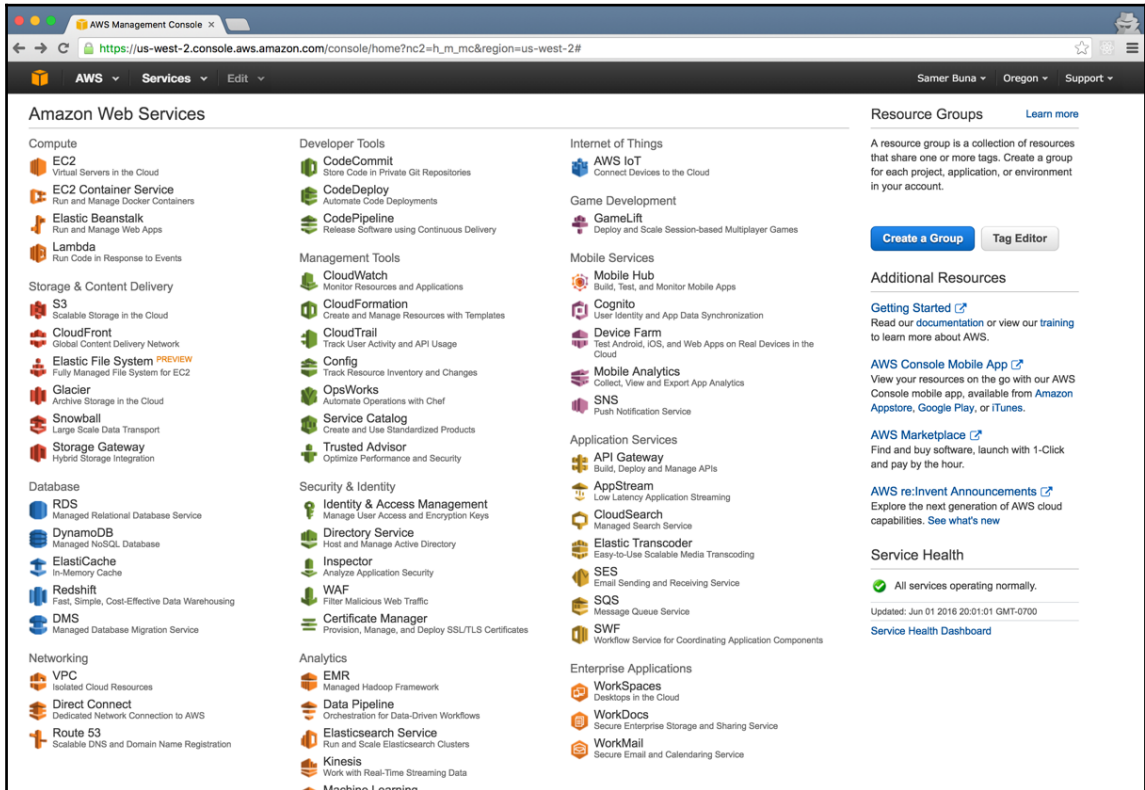 AWS Management Console
https://us-west-2.console.aws.amazon.com/console/home?nc2=h_m_mc&region=us-west-2#
AWS Services Edit Samer Buna Oregon Support
Amazon Web Services
Compute
EC2
Virtual Servers in the Cloud
EC2 Container Service
Run and Manage Docker Containers
Elastic Beanstalk
Run and Manage Web Apps
Lambda
Run Code in Response to Events
Storage & Content Delivery
S3
Scalable Storage in the Cloud
CloudFront
Global Content Delivery Network
Elastic File System PREVIEW
Fully Managed File System for EC2
Glacier
Archive Storage in the Cloud
Snowball
Large Scale Data Transport
Storage Gateway
Hybrid Storage Integration
Database
RDS
Managed Relational Database Service
DynamoDB
Managed NoSQL Database
ElastiCache
In-Memory Cache
Redshift
Fast, Simple, Cost-Effective Data Warehousing
DMS
Managed Database Migration Service
Networking
VPC
Isolated Cloud Resources
Direct Connect
Dedicated Network Connection to AWS
Route 53
Scalable DNS and Domain Name Registration
Developer Tools
CodeCommit
Store Code in Private Git Repositories
CodeDeploy
Automate Code Deployments
CodePipeline
Release Software using Continuous Delivery
Management Tools
CloudWatch
Monitor Resources and Applications
CloudFormation
Create and Manage Resources with Templates
CloudTrail
Track User Activity and API Usage
Config
Track Resource Inventory and Changes
OpsWorks
Automate Operations with Chef
Service Catalog
Create and Use Standardized Products
Trusted Advisor
Optimize Performance and Security
Security & Identity
Identity & Access Management
Manage User Access and Encryption Keys
Directory Service
Host and Manage Active Directory
Inspector
Analyze Application Security
WAF
Filter Malicious Web Traffic
Certificate Manager
Provision, Manage, and Deploy SSL/TLS Certificates
Analytics
EMR
Managed Hadoop Framework
Data Pipeline
Orchestration for Data-Driven Workflows
Elasticsearch Service
Run and Scale Elasticsearch Clusters
Kinesis
Work with Real-Time Streaming Data
Machine Learning
Internet of Things
AWS IoT
Connect Devices to the Cloud
Game Development
GameLift
Deploy and Scale Session-based Multiplayer Games
Mobile Services
Mobile Hub
Build, Test, and Monitor Mobile Apps
Cognito
User Identity and App Data Synchronization
Device Farm
Test Android, iOS, and Web Apps on Real Devices in the
Cloud
Mobile Analytics
Collect, View and Export App Analytics
SNS
Push Notification Service
Application Services
API Gateway
Build, Deploy and Manage APIs
AppStream
Low Latency Application Streaming
CloudSearch
Managed Search Service
Elastic Transcoder
Easy-to-Use Scalable Media Transcoding
SES
Email Sending and Receiving Service
SQS
Message Queue Service
SWF
Workflow Service for Coordinating Application Components
Enterprise Applications
WorkSpaces
Desktops in the Cloud
WorkDocs
Secure Enterprise Storage and Sharing Service
WorkMail
Secure Email and Calendaring Service
Resource Groups Learn more
A resource group is a collection of resources
that share one or more tags. Create a group
for each project, application, or environment
in your account.
Create a Group Tag Editor
Additional Resources
Getting Started
Read our documentation or view our training
to learn more about AWS.
AWS Console Mobile App
View your resources on the go with our AWS
Console mobile app, available from Amazon
Appstore, Google Play, or iTunes.
AWS Marketplace
Find and buy software, launch with 1-Click
and pay by the hour.
AWS re:Invent Announcements
Explore the next generation of AWS cloud
capabilities. See what's new
Service Health
All services operating normally.
Updated: Jun 01 2016 20:01:01 GMT-0700
Service Health Dashboard